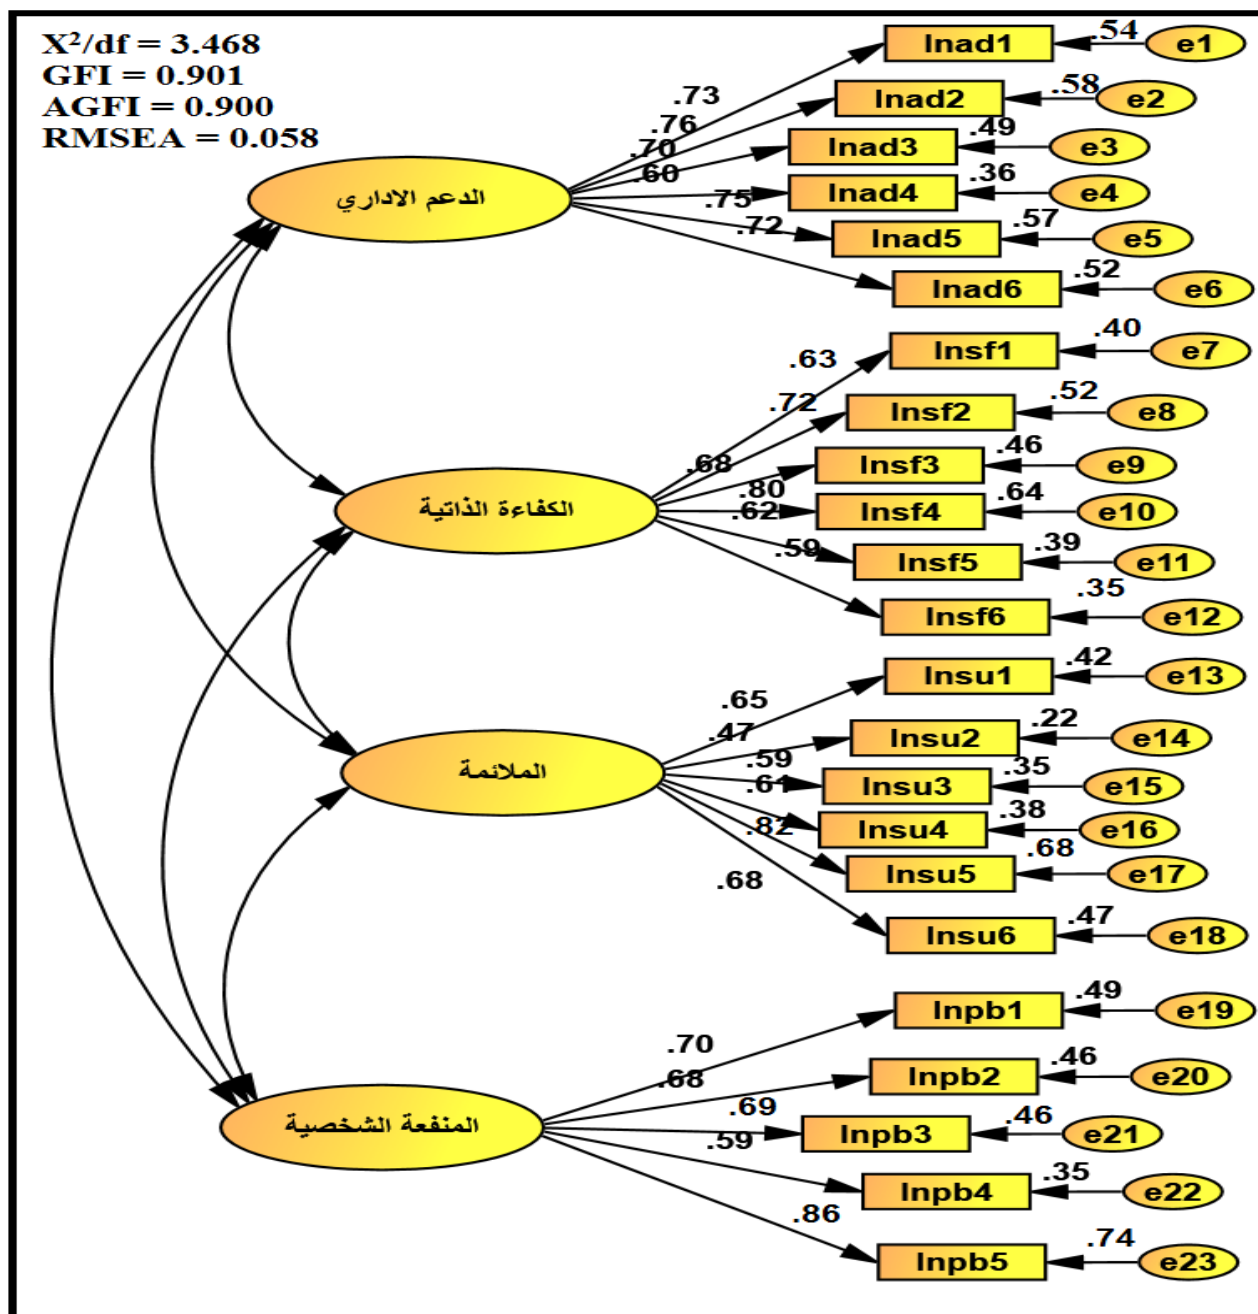 X²/df = 3.468
GFI = 0.901
AGFI = 0.900
RMSEA = 0.058
الدعم الاداري
.73
.76
.70
.60
.75
.72
Inad1 .54 e1
Inad2 .58 e2
Inad3 .49 e3
Inad4 .36 e4
Inad5 .57 e5
Inad6 .52 e6
الكفاءة الذاتية
.63
.72
.68
.80
.62
.59
Insf1 .40 e7
Insf2 .52 e8
Insf3 .46 e9
Insf4 .64 e10
Insf5 .39 e11
Insf6 .35 e12
الملائمة
.65
.47
.59
.61
.82
.68
Insu1 .42 e13
Insu2 .22 e14
Insu3 .35 e15
Insu4 .38 e16
Insu5 .68 e17
Insu6 .47 e18
المنفعة الشخصية
.70
.68
.69
.59
.86
Inpb1 .49 e19
Inpb2 .46 e20
Inpb3 .46 e21
Inpb4 .35 e22
Inpb5 .74 e23